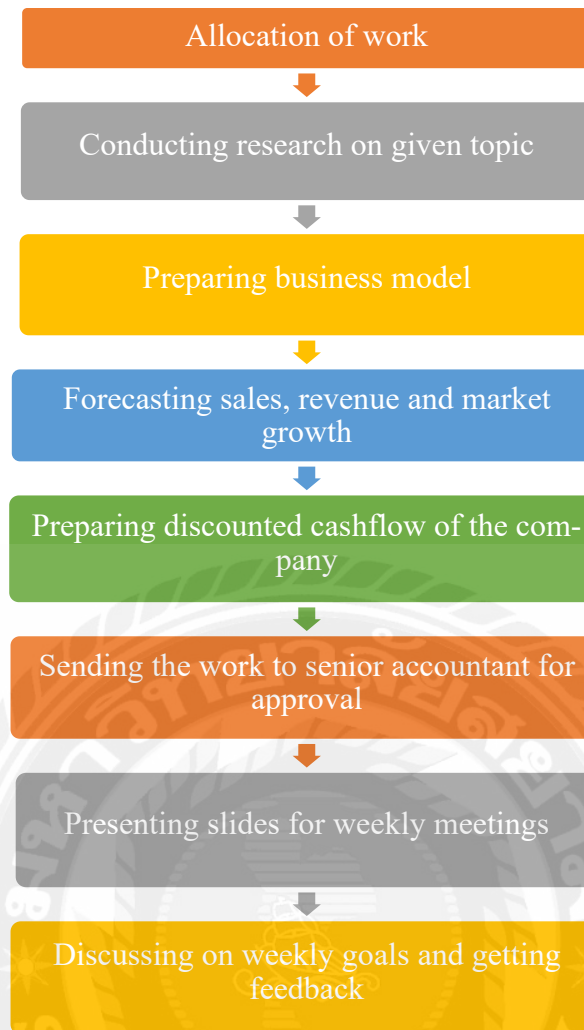 Allocation of work
Conducting research on given topic
Preparing business model
Forecasting sales, revenue and market
growth
Preparing discounted cashflow of the com-
pany
Sending the work to senior accountant for
approval
Presenting slides for weekly meetings
Discussing on weekly goals and getting
feedback